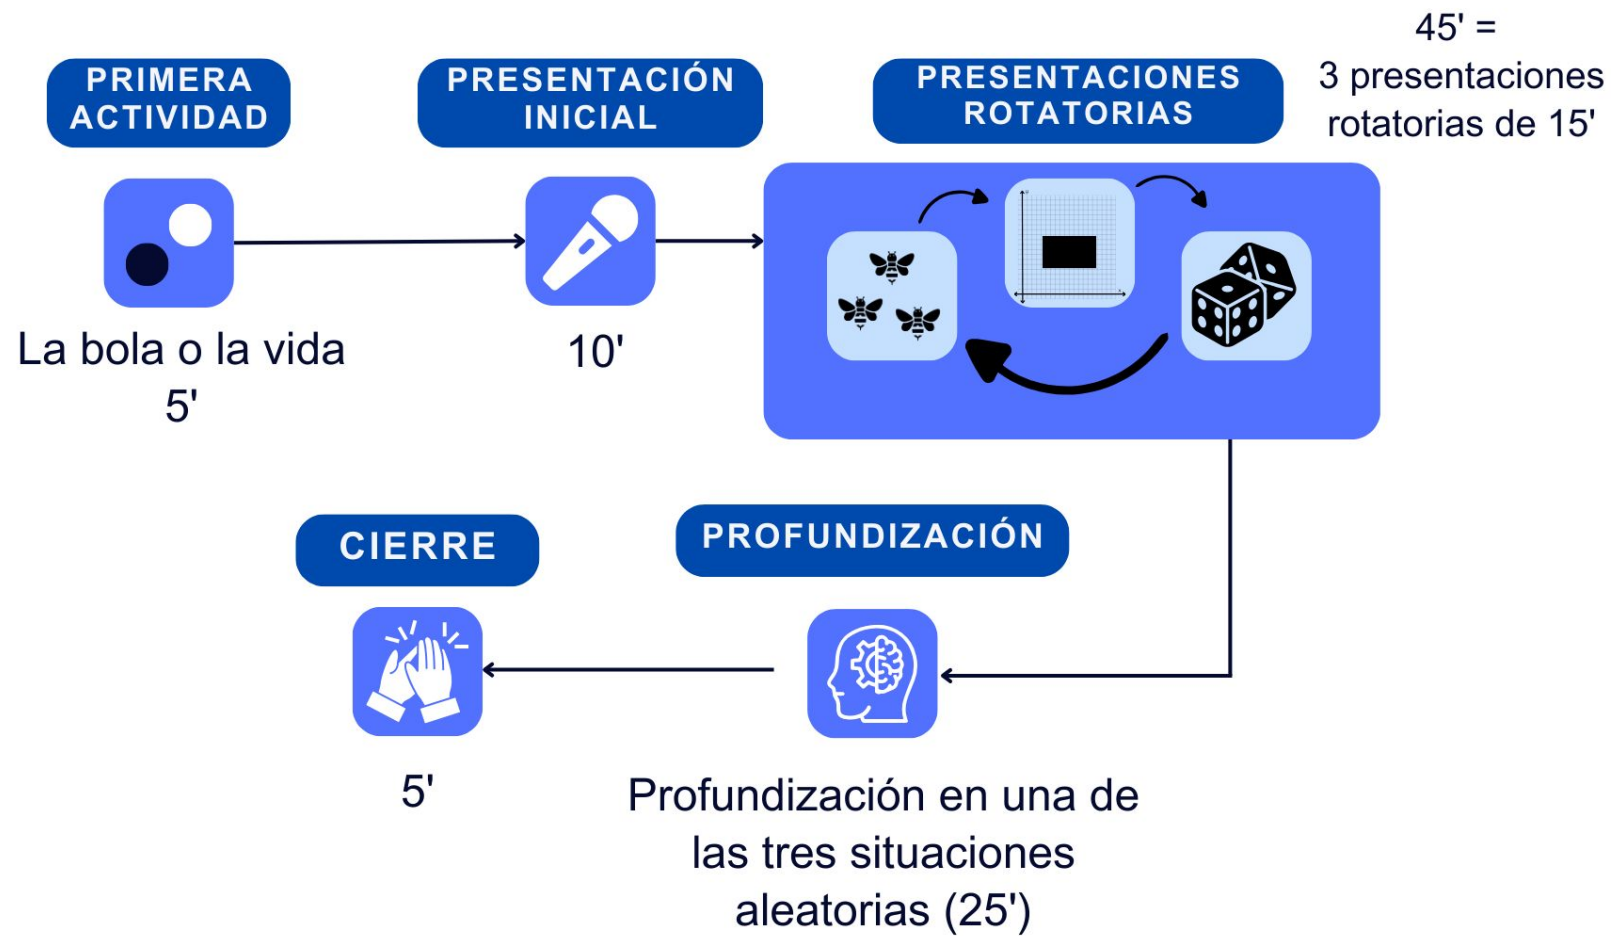 PRIMERA
ACTIVIDAD
La bola o la vida
5'
PRESENTACIÓN
INICIAL
10'
PRESENTACIONES
ROTATORIAS
45' =
3 presentaciones
rotatorias de 15'
PROFUNDIZACIÓN
Profundización en una de
las tres situaciones
aleatorias (25')
CIERRE
5'